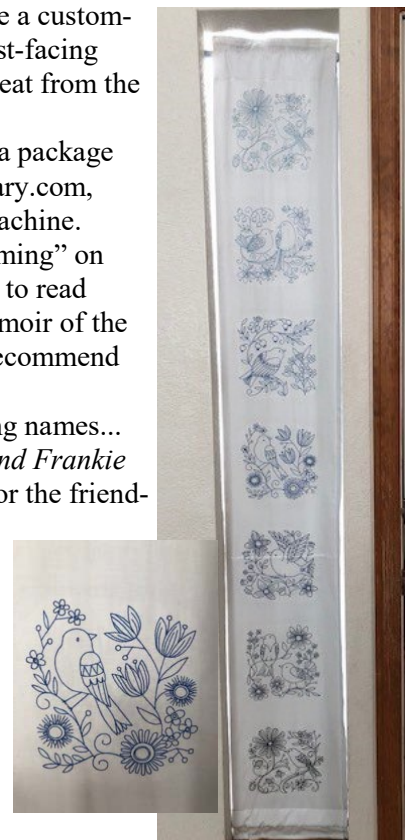 e a custom-
st-facing
eat from the
a package
ary.com,
achine.
ming” on
to read
moir of the
ecommend
ng names...
nd Frankie
or the friend-